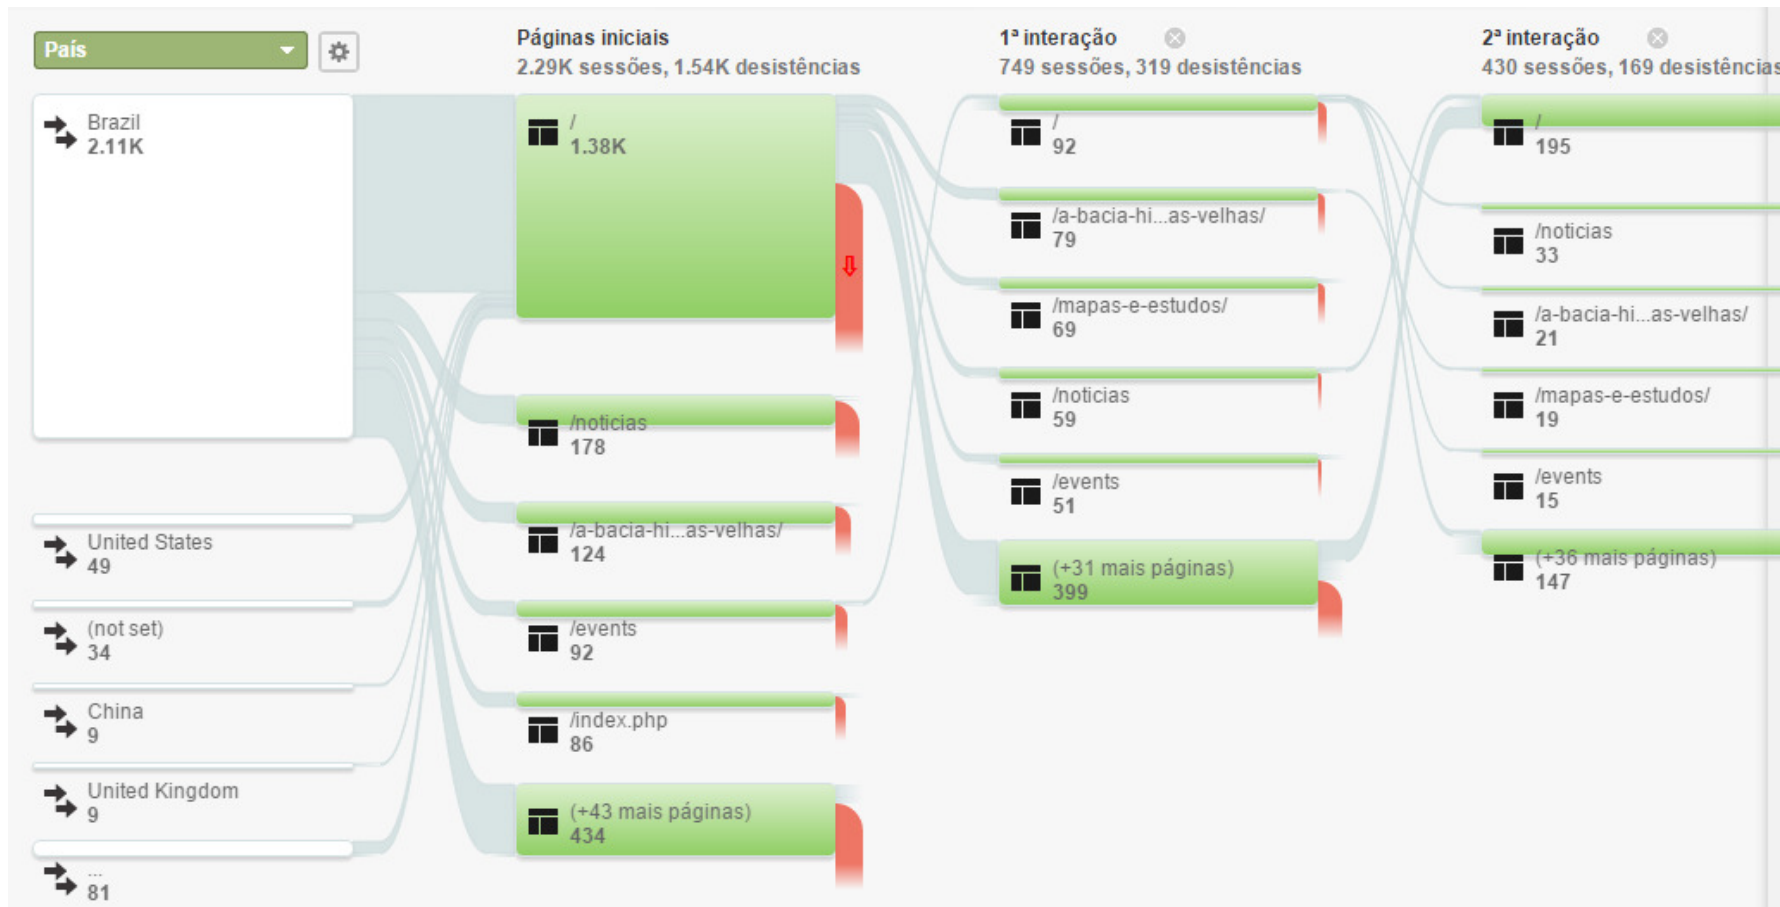 País
Brazil
2.11K
United States
49
(not set)
34
China
9
United Kingdom
9
...
81
Páginas iniciais
2.29K sessões, 1.54K desistências
/
1.38K
/noticias
178
/a-bacia-hi...as-velhas/
124
/events
92
/index.php
86
(+43 mais páginas)
434
1ª interação
749 sessões, 319 desistências
/
92
/a-bacia-hi...as-velhas/
79
/mapas-e-estudos/
69
/noticias
59
/events
51
(+31 mais páginas)
399
2ª interação
430 sessões, 169 desistências
/
195
/noticias
33
/a-bacia-hi...as-velhas/
21
/mapas-e-estudos/
19
/events
15
(+36 mais páginas)
147